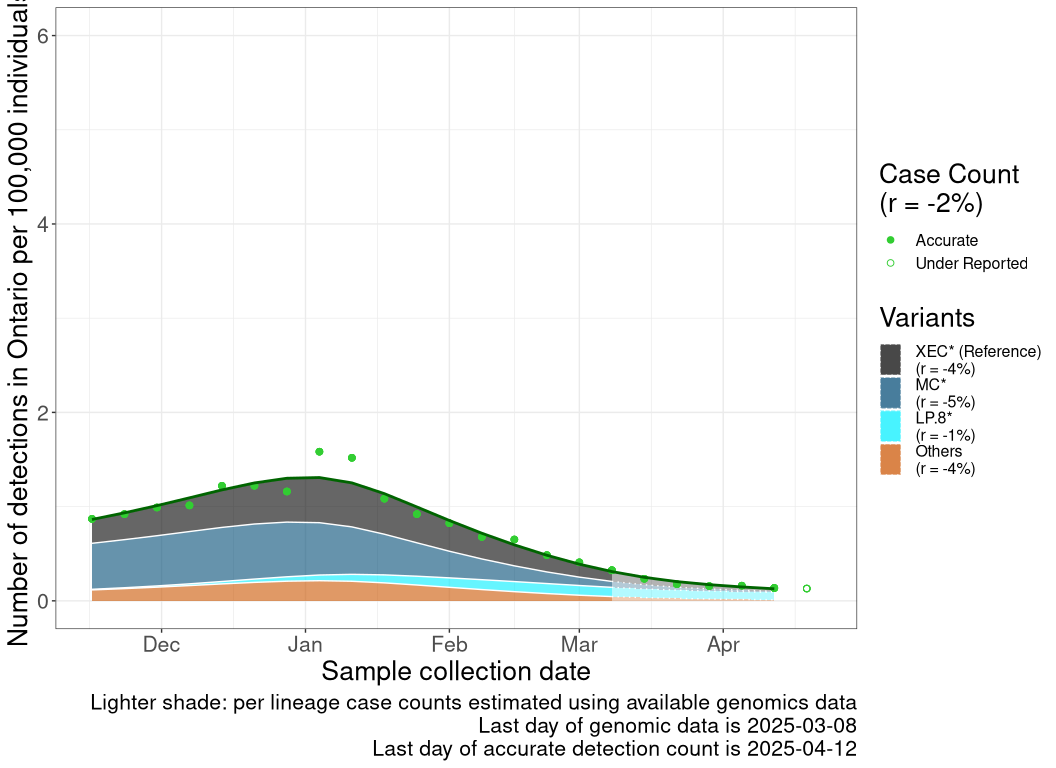 Number of detections in Ontario per 100,000 individuals
6
4
2
0
Dec Jan Feb Mar Apr
Sample collection date
Lighter shade: per lineage case counts estimated using available genomics data
Last day of genomic data is 2025-03-08
Last day of accurate detection count is 2025-04-12
Case Count
(r = -2%)
Accurate
Under Reported
Variants
XEC* (Reference)
(r = -4%)
MC*
(r = -5%)
LP.8*
(r = -1%)
Others
(r = -4%)